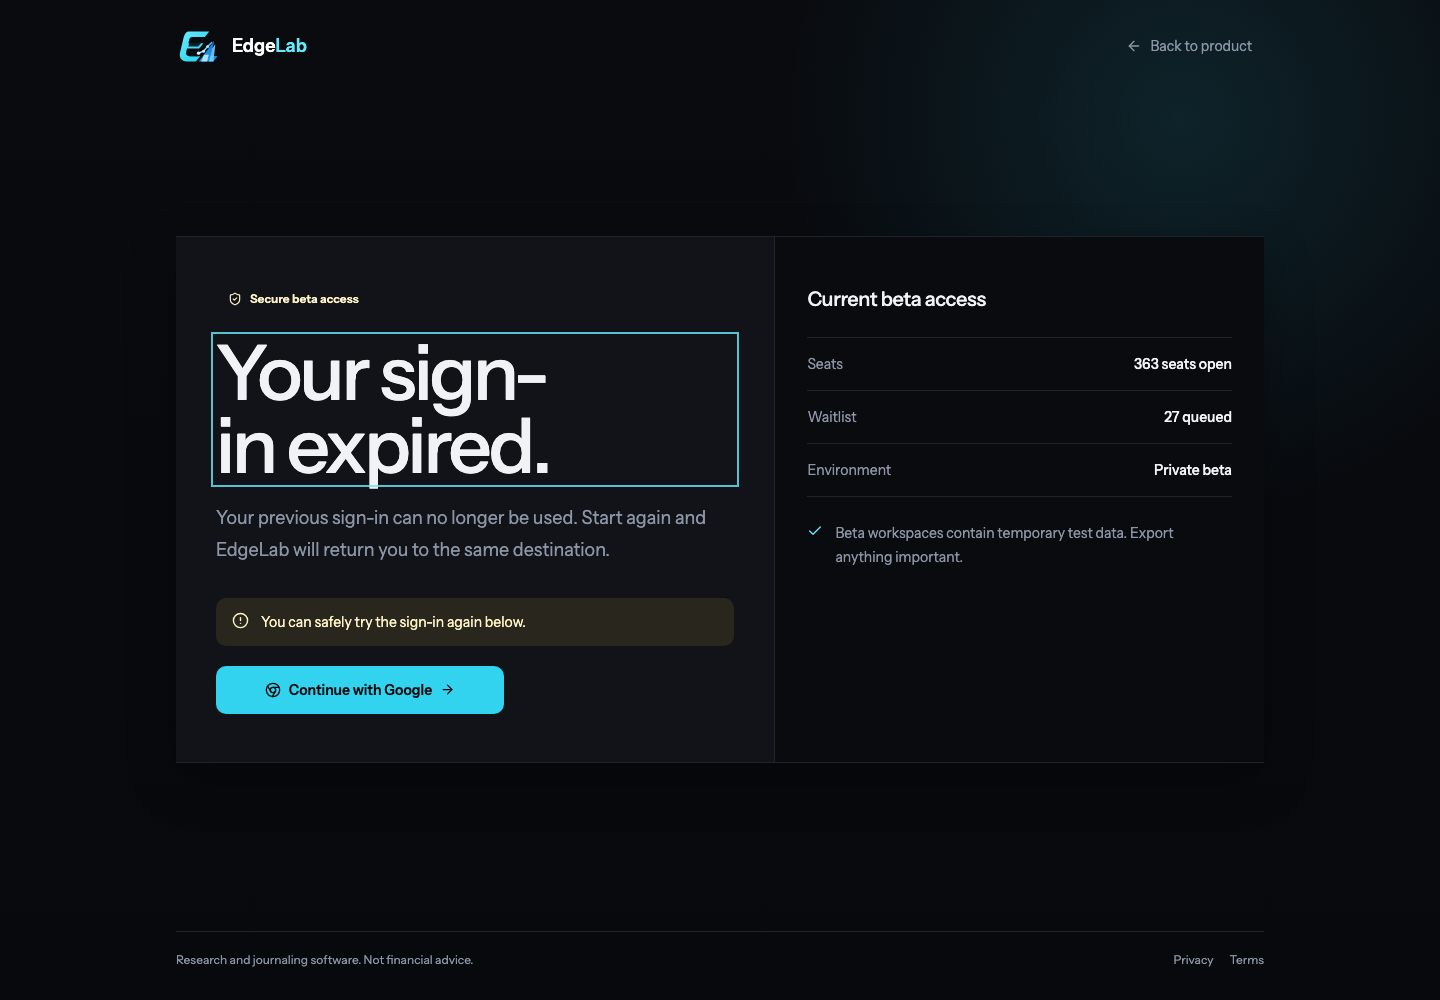 EdgeLab
Back to product
Secure beta access
Your sign-
in expired.
Your previous sign-in can no longer be used. Start again and
EdgeLab will return you to the same destination.
You can safely try the sign-in again below.
Continue with Google
Current beta access
Seats 363 seats open
Waitlist 27 queued
Environment Private beta
Beta workspaces contain temporary test data. Export
anything important.
Research and journaling software. Not financial advice.
Privacy Terms